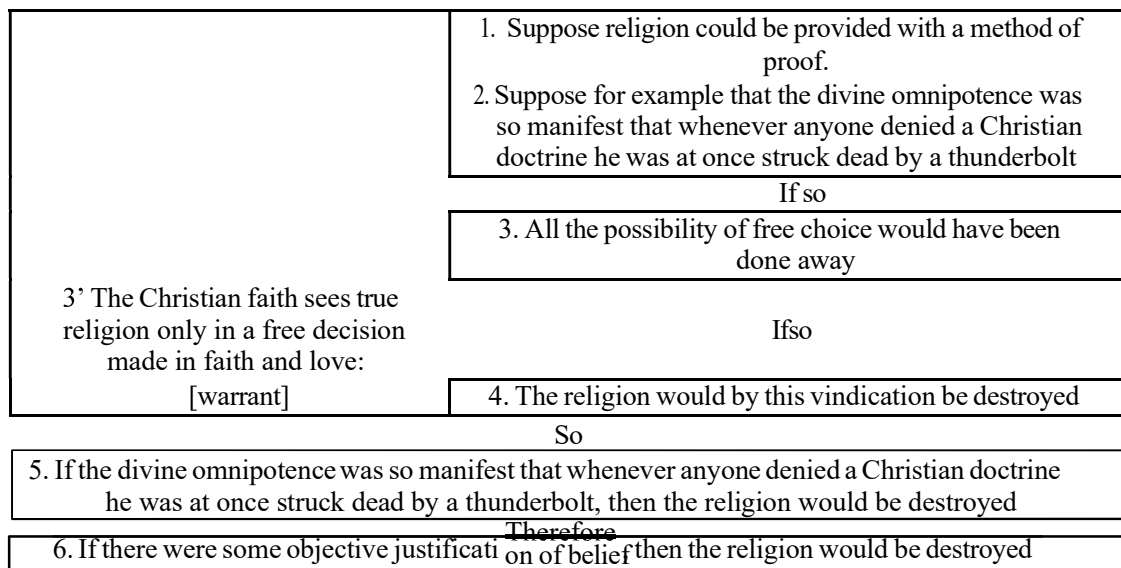 1. Suppose religion could be provided with a method of
proof.
2. Suppose for example that the divine omnipotence was
so manifest that whenever anyone denied a Christian
doctrine he was at once struck dead by a thunderbolt
If so
3. All the possibility of free choice would have been
done away
3’ The Christian faith sees true
religion only in a free decision
made in faith and love:
[warrant]
Ifso
4. The religion would by this vindication be destroyed
So
5. If the divine omnipotence was so manifest that whenever anyone denied a Christian doctrine
he was at once struck dead by a thunderbolt, then the religion would be destroyed
Therefore
6. If there were some objective justification of belief then the religion would be destroyed